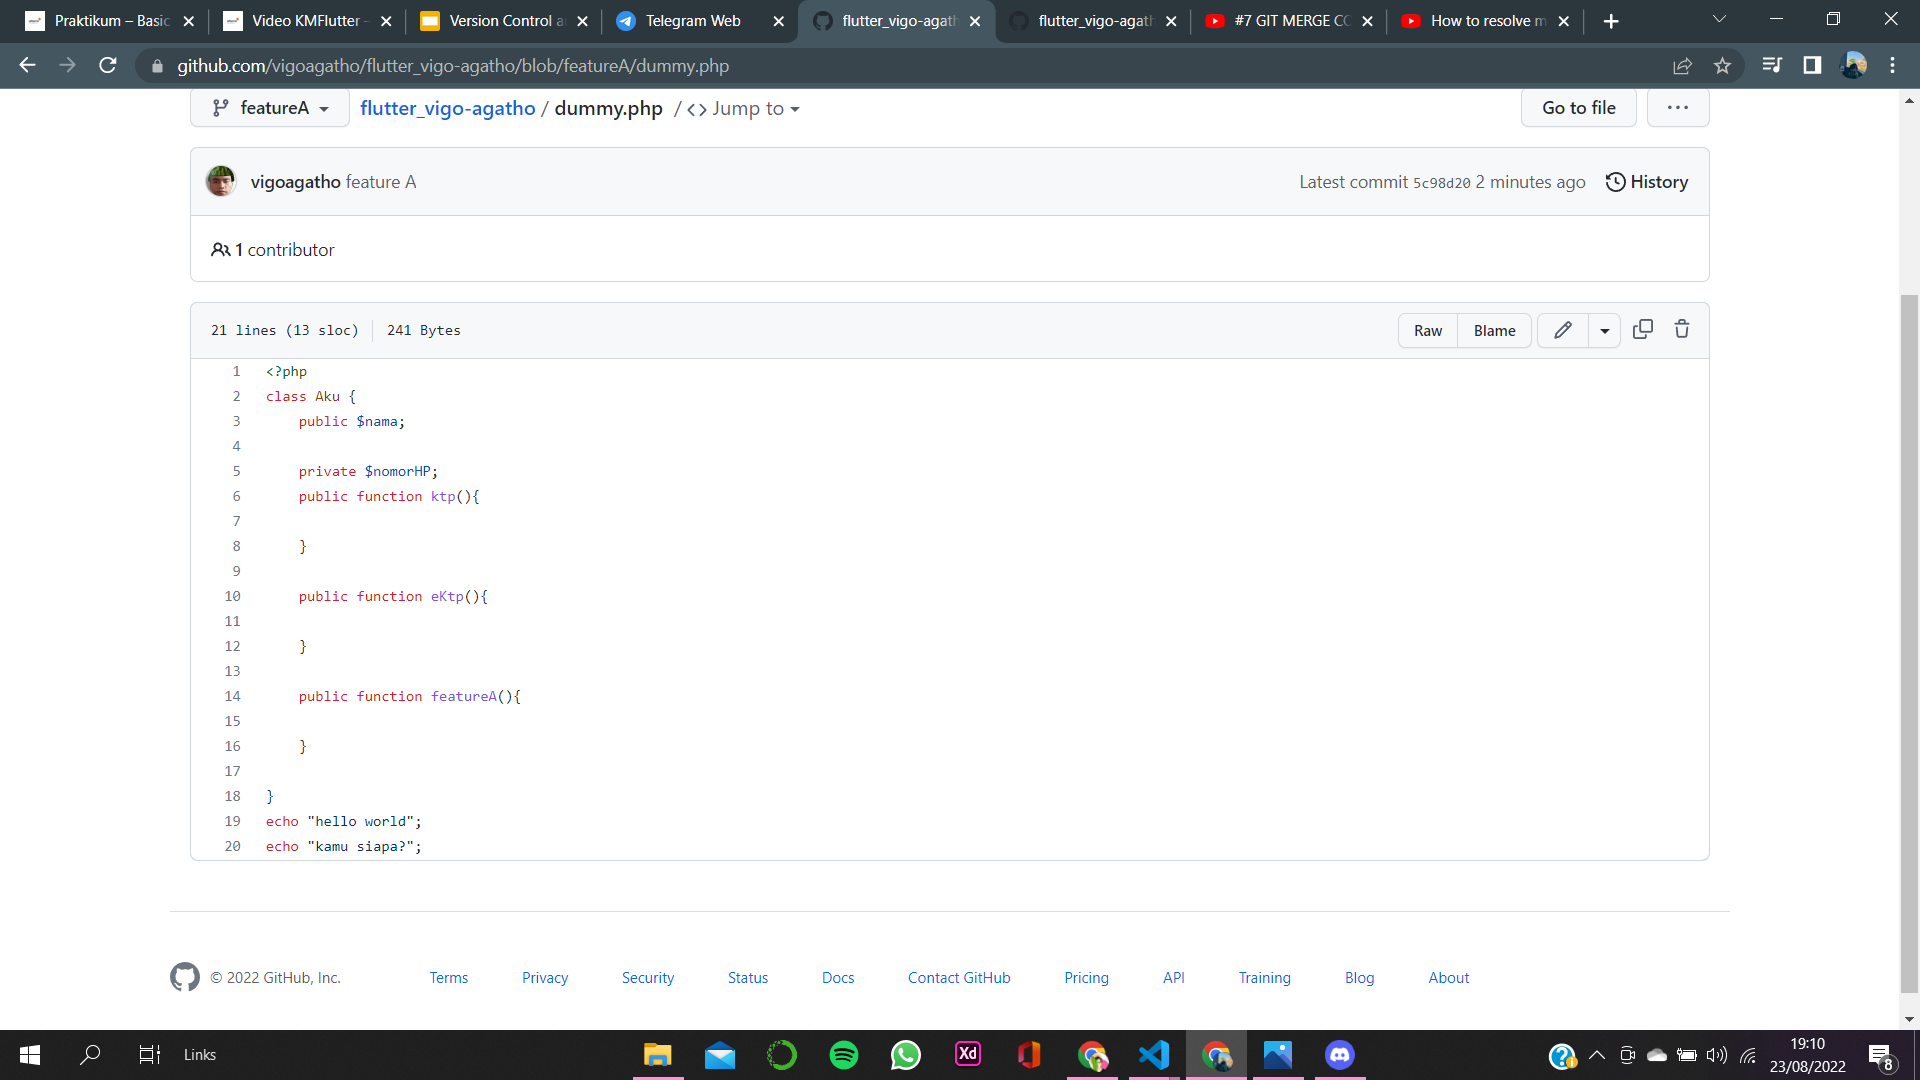 Praktikum – Basic
Video KMFlutter -
Version Control a
Telegram Web
flutter_vigo-agath
flutter_vigo-agath
#7 GIT MERGE CO
How to resolve m
github.com/vigoagatho/flutter_vigo-agatho/blob/featureA/dummy.php
featureA
flutter_vigo-agatho / dummy.php / <> Jump to
Go to file
...
vigoagatho feature A
Latest commit 5c98d20 2 minutes ago
History
1 contributor
21 lines (13 sloc)
241 Bytes
Raw
Blame
1 <?php
2 class Aku {
3 public $nama;
4
5 private $nomorHP;
6 public function ktp(){
7
8 }
9
10 public function eKtp(){
11
12 }
13
14 public function featureA(){
15
16 }
17
18 }
19 echo "hello world";
20 echo "kamu siapa?";
© 2022 GitHub, Inc.
Terms
Privacy
Security
Status
Docs
Contact GitHub
Pricing
API
Training
Blog
About
Links
Xd
19:10
23/08/2022
8